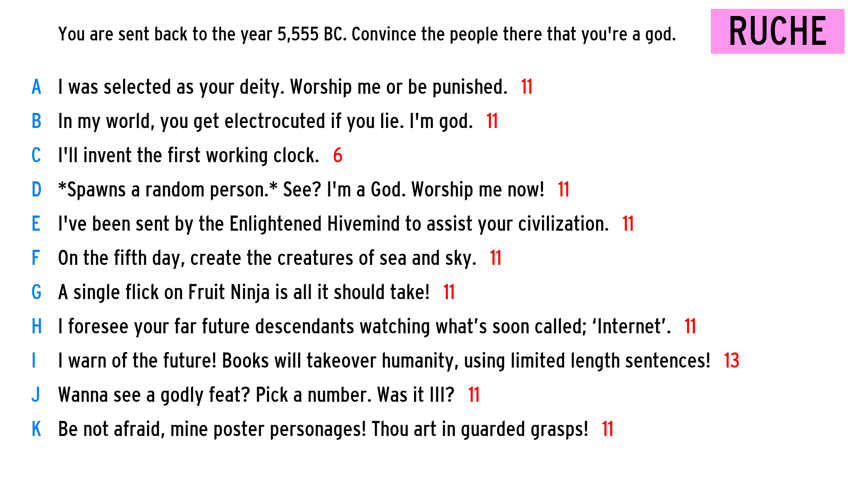 You are sent back to the year 5,555 BC. Convince the people there that you're a god.
RUCHE
A I was selected as your deity. Worship me or be punished. 11
B In my world, you get electrocuted if you lie. I'm god. 11
C I'll invent the first working clock. 6
D *Spawns a random person.* See? I'm a God. Worship me now! 11
E I've been sent by the Enlightened Hivemind to assist your civilization. 11
F On the fifth day, create the creatures of sea and sky. 11
G A single flick on Fruit Ninja is all it should take! 11
H I foresee your far future descendants watching what’s soon called; ‘Internet’. 11
I I warn of the future! Books will takeover humanity, using limited length sentences! 13
J Wanna see a godly feat? Pick a number. Was it III? 11
K Be not afraid, mine poster personages! Thou art in guarded grasps! 11